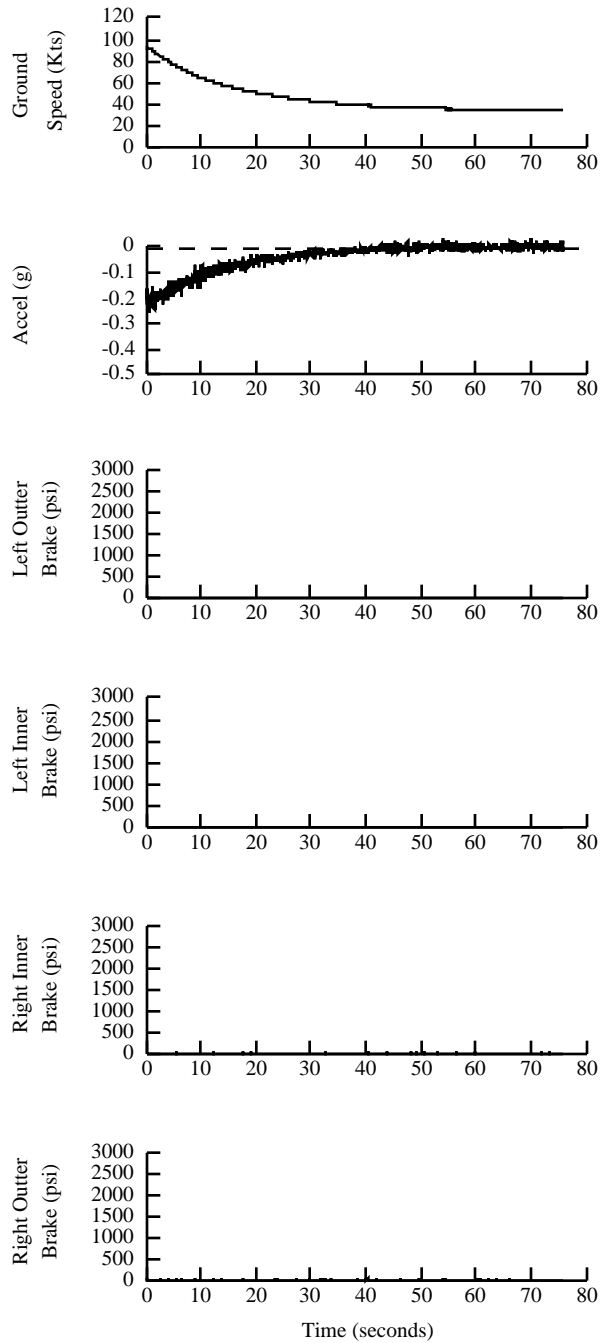 Ground
Speed (Kts)
120
100
80
60
40
20
0
0 10 20 30 40 50 60 70 80
Accel (g)
0
-0.1
-0.2
-0.3
-0.4
-0.5
0 10 20 30 40 50 60 70 80
Left Outter
Brake (psi)
3000
2500
2000
1500
1000
500
0
0 10 20 30 40 50 60 70 80
Left Inner
Brake (psi)
3000
2500
2000
1500
1000
500
0
0 10 20 30 40 50 60 70 80
Right Inner
Brake (psi)
3000
2500
2000
1500
1000
500
0
0 10 20 30 40 50 60 70 80
Right Outter
Brake (psi)
3000
2500
2000
1500
1000
500
0
0 10 20 30 40 50 60 70 80
Time (seconds)